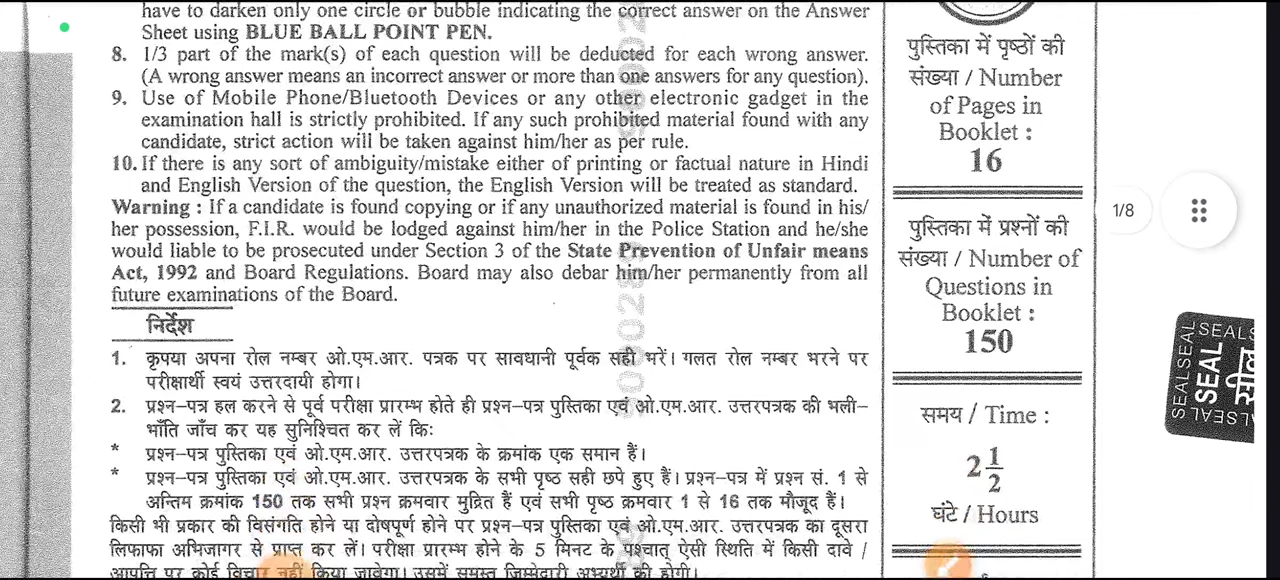 have to darken only one circle or bubble indicating the correct answer on the Answer
Sheet using BLUE BALL POINT PEN.
8. 1/3 part of the mark(s) of each question will be deducted for each wrong answer.
(A wrong answer means an incorrect answer or more than one answers for any question).
9. Use of Mobile Phone/Bluetooth Devices or any other electronic gadget in the
examination hall is strictly prohibited. If any such prohibited material found with any
candidate, strict action will be taken against him/her as per rule.
10. If there is any sort of ambiguity/mistake either of printing or factual nature in Hindi
and English Version of the question, the English Version will be treated as standard.
Warning : If a candidate is found copying or if any unauthorized material is found in his/
her possession, F.I.R. would be lodged against him/her in the Police Station and he/she
would liable to be prosecuted under Section 3 of the State Prevention of Unfair means
Act, 1992 and Board Regulations. Board may also debar him/her permanently from all
future examinations of the Board.
निर्देश
1. कृपया अपना रोल नम्बर ओ.एम.आर. पत्रक पर सावधानी पूर्वक सही भरें। गलत रोल नम्बर भरने पर
परीक्षार्थी स्वयं उत्तरदायी होगा।
2. प्रश्न-पत्र हल करने से पूर्व परीक्षा प्रारम्भ होते ही प्रश्न-पत्र पुस्तिका एवं ओ.एम.आर. उत्तरपत्रक की भली-
भाँति जाँच कर यह सुनिश्चित कर लें कि:
* प्रश्न-पत्र पुस्तिका एवं ओ.एम.आर. उत्तरपत्रक के क्रमांक एक समान हैं।
* प्रश्न-पत्र पुस्तिका एवं ओ.एम.आर. उत्तरपत्रक के सभी पृष्ठ सही छपे हुए हैं। प्रश्न-पत्र में प्रश्न सं. 1 से
अन्तिम क्रमांक 150 तक सभी प्रश्न क्रमवार मुद्रित हैं एवं सभी पृष्ठ क्रमवार 1 से 16 तक मौजूद हैं।
किसी भी प्रकार की विसंगति होने या दोषपूर्ण होने पर प्रश्न-पत्र पुस्तिका एवं ओ.एम.आर. उत्तरपत्रक का दूसरा
लिफाफा अभिजागर से प्राप्त कर लें। परीक्षा प्रारम्भ होने के 5 मिनट के पश्चात् ऐसी स्थिति में किसी दावे /
आपत्ति पर कोई विचार नहीं किया जावेगा। उसमें समस्त जिम्मेदारी अभ्यर्थी की होगी।
पुस्तिका में पृष्ठों की
संख्या / Number
of Pages in
Booklet :
16
पुस्तिका में प्रश्नों की
संख्या / Number of
Questions in
Booklet :
150
समय / Time :
2 1/2
घंटे / Hours
1/8
SEALSEAL
SEAL
सील
SEALS